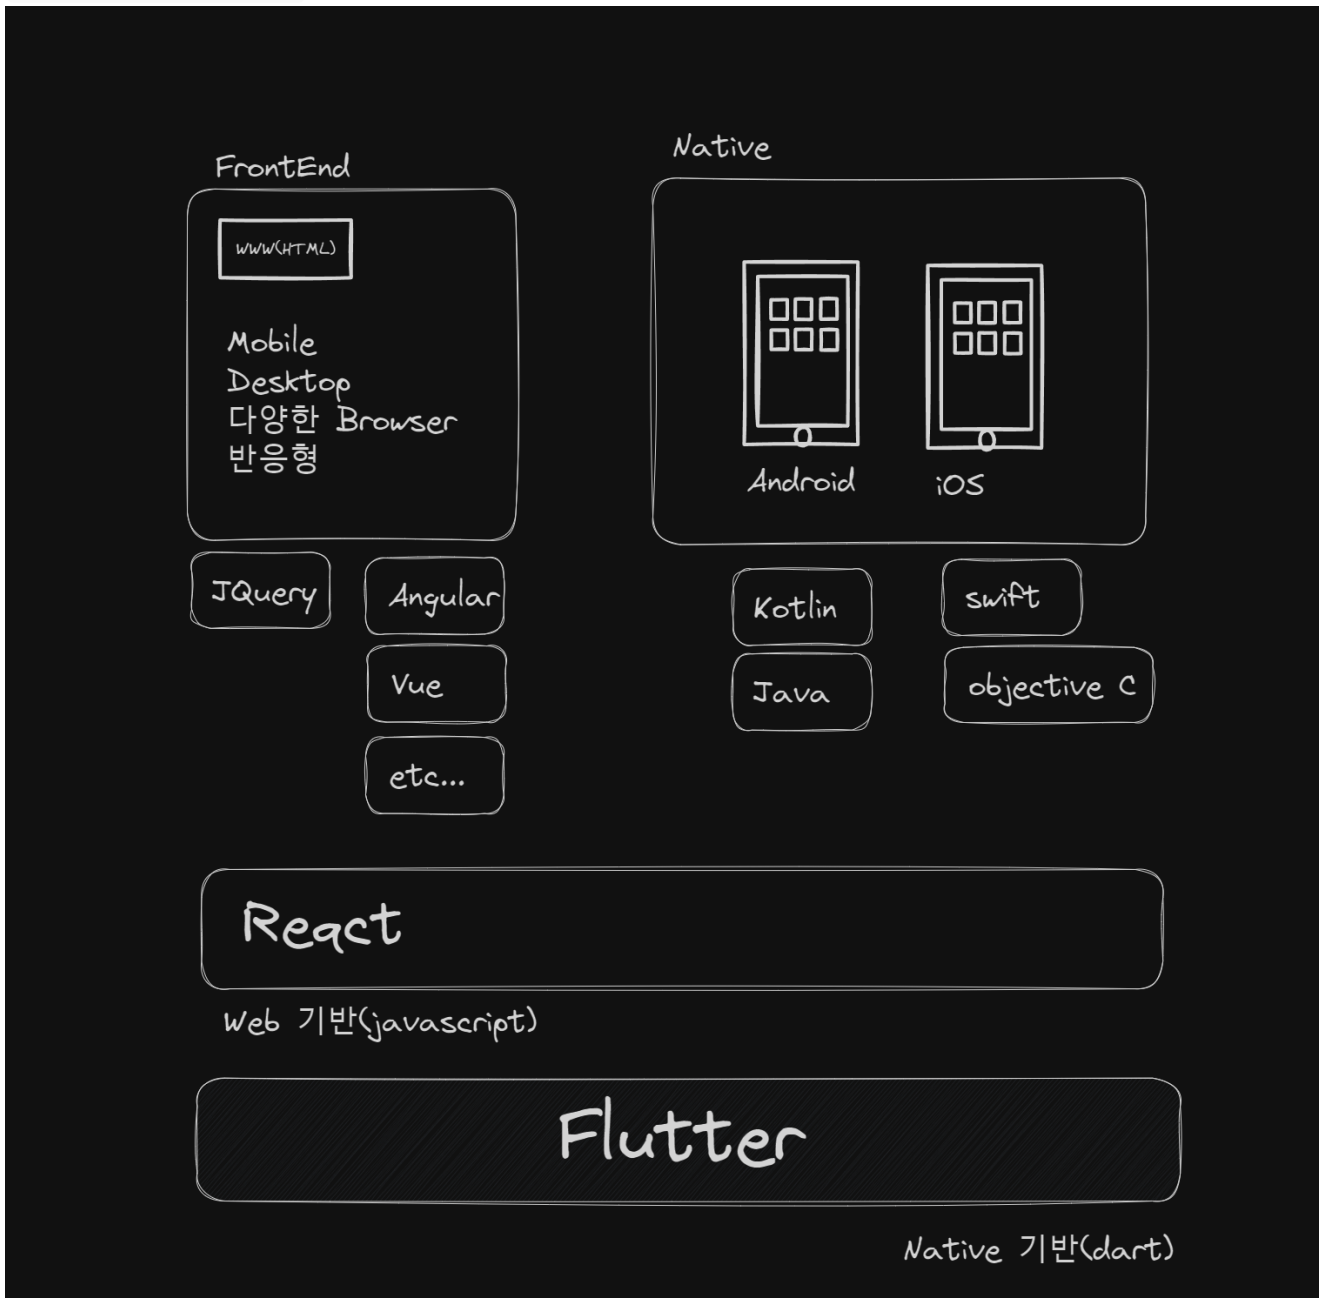 FrontEnd
WWW(HTML)
Mobile
Desktop
다양한 Browser
반응형
JQuery
Angular
Vue
etc...
Native
Android
iOS
Kotlin
Java
swift
objective C
React
Web 기반(javascript)
Flutter
Native 기반(dart)